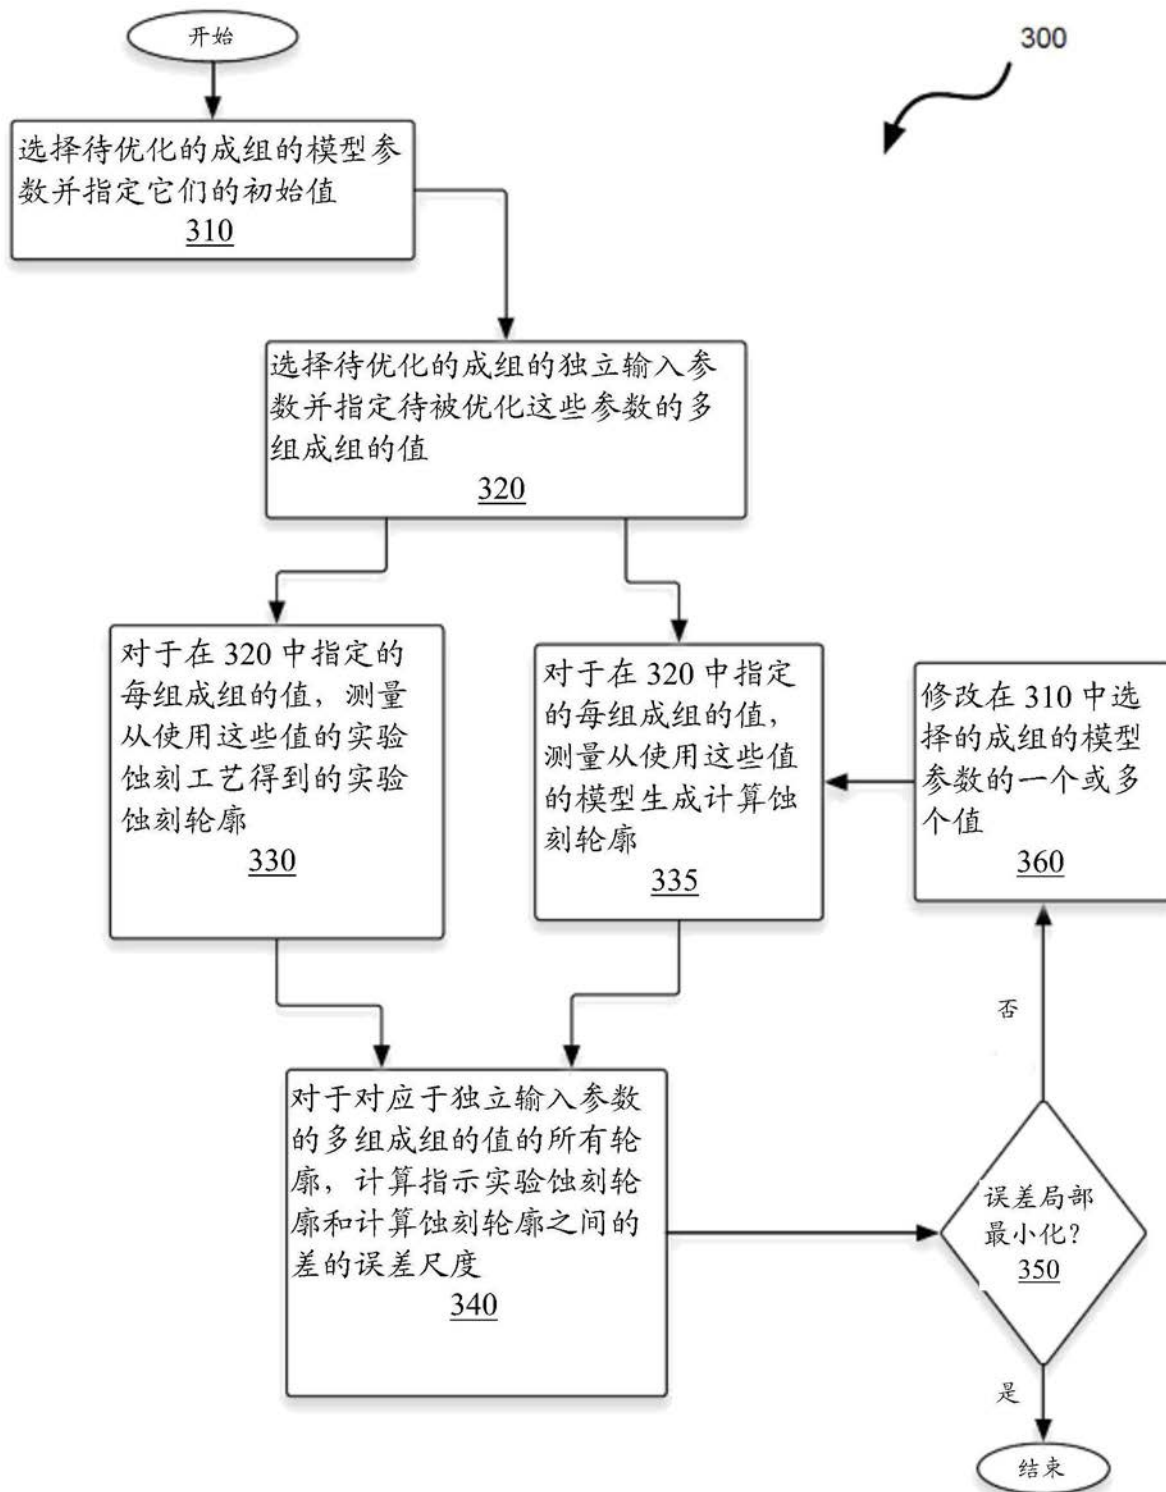 开始
300
选择待优化的成组的模型参
数并指定它们的初始值
310
选择待优化的成组的独立输入参
数并指定待被优化这些参数的多
组成组的值
320
对于在 320 中指定的
每组成组的值，测量
从使用这些值的实验
蚀刻工艺得到的实验
蚀刻轮廓
330
对于在 320 中指定
的每组成组的值，
测量从使用这些值
的模型生成计算蚀
刻轮廓
335
修改在 310 中选
择的成组的模型
参数的一个或多
个值
360
否
对于对应于独立输入参数
的多组成组的值的所有轮
廓，计算指示实验蚀刻轮
廓和计算蚀刻轮廓之间的
差的误差尺度
340
误差局部
最小化？
350
是
结束